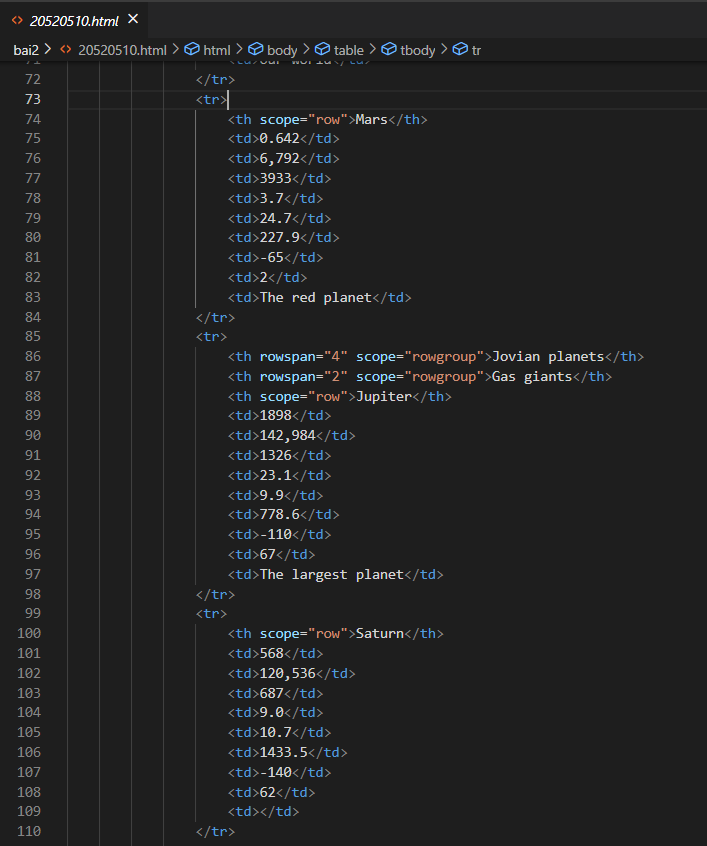 <> 20520510.html ×
bai2 > <> 20520510.html > html > body > table > tbody > tr
71 <td>Our world</td>
72 </tr>
73 <tr>
74 <th scope="row">Mars</th>
75 <td>0.642</td>
76 <td>6,792</td>
77 <td>3933</td>
78 <td>3.7</td>
79 <td>24.7</td>
80 <td>227.9</td>
81 <td>-65</td>
82 <td>2</td>
83 <td>The red planet</td>
84 </tr>
85 <tr>
86 <th rowspan="4" scope="rowgroup">Jovian planets</th>
87 <th rowspan="2" scope="rowgroup">Gas giants</th>
88 <th scope="row">Jupiter</th>
89 <td>1898</td>
90 <td>142,984</td>
91 <td>1326</td>
92 <td>23.1</td>
93 <td>9.9</td>
94 <td>778.6</td>
95 <td>-110</td>
96 <td>67</td>
97 <td>The largest planet</td>
98 </tr>
99 <tr>
100 <th scope="row">Saturn</th>
101 <td>568</td>
102 <td>120,536</td>
103 <td>687</td>
104 <td>9.0</td>
105 <td>10.7</td>
106 <td>1433.5</td>
107 <td>-140</td>
108 <td>62</td>
109 <td></td>
110 </tr>